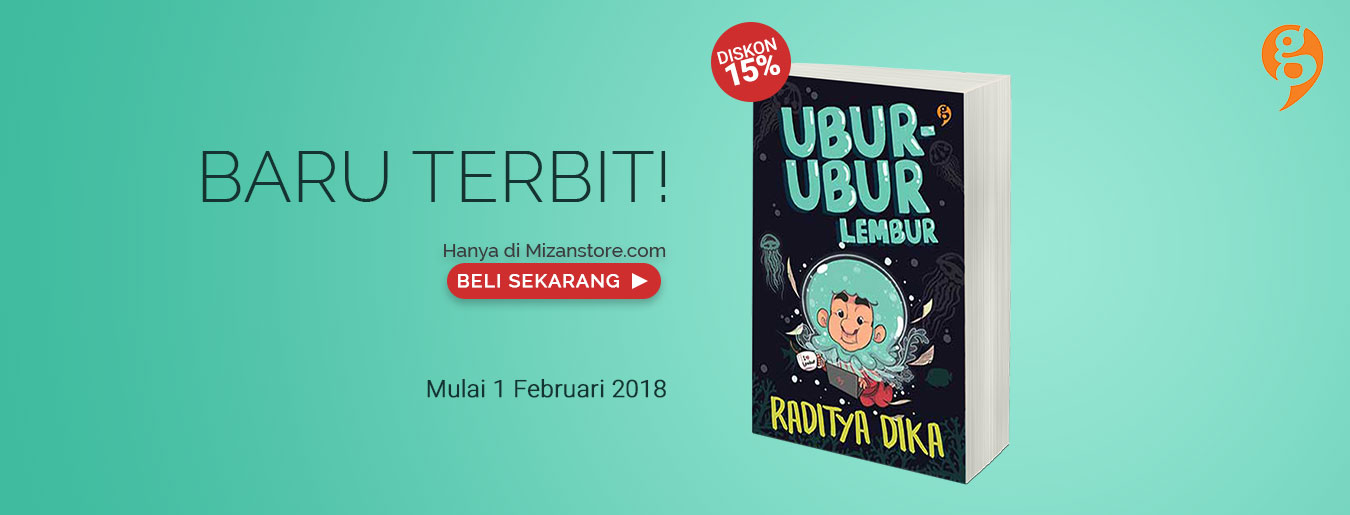 BARU TERBIT!
Hanya di Mizanstore.com
BELI SEKARANG
Mulai 1 Februari 2018
DISKON
15%
UBUR-
UBUR
LEMBUR
RADITYA DIKA